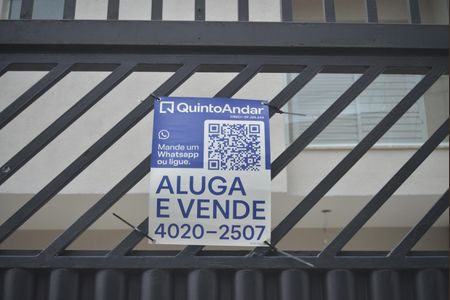 QuintoAndar
Mande um
Whatsapp
ou ligue.
ALUGA
E VENDE
4020-2507